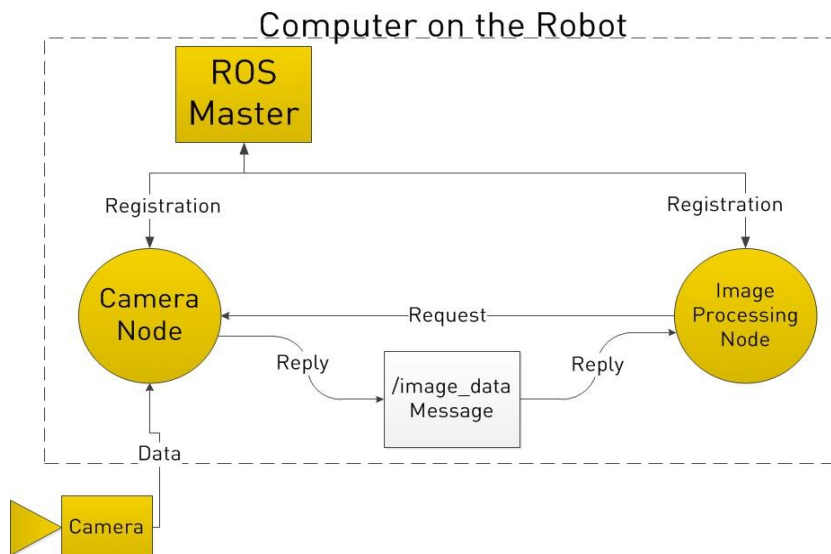 Computer on the Robot
ROS
Master
Registration
Registration
Camera
Node
Image
Processing
Node
Request
Reply
Reply
/image_data
Message
Data
Camera